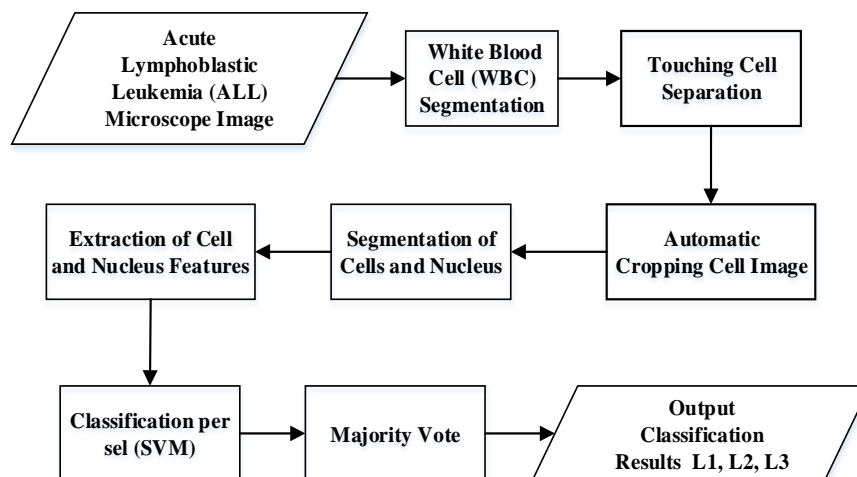 Acute
Lymphoblastic
Leukemia (ALL)
Microscope Image
White Blood
Cell (WBC)
Segmentation
Touching Cell
Separation
Extraction of Cell
and Nucleus Features
Segmentation of
Cells and Nucleus
Automatic
Cropping Cell Image
Classification per
sel (SVM)
Majority Vote
Output
Classification
Results L1, L2, L3